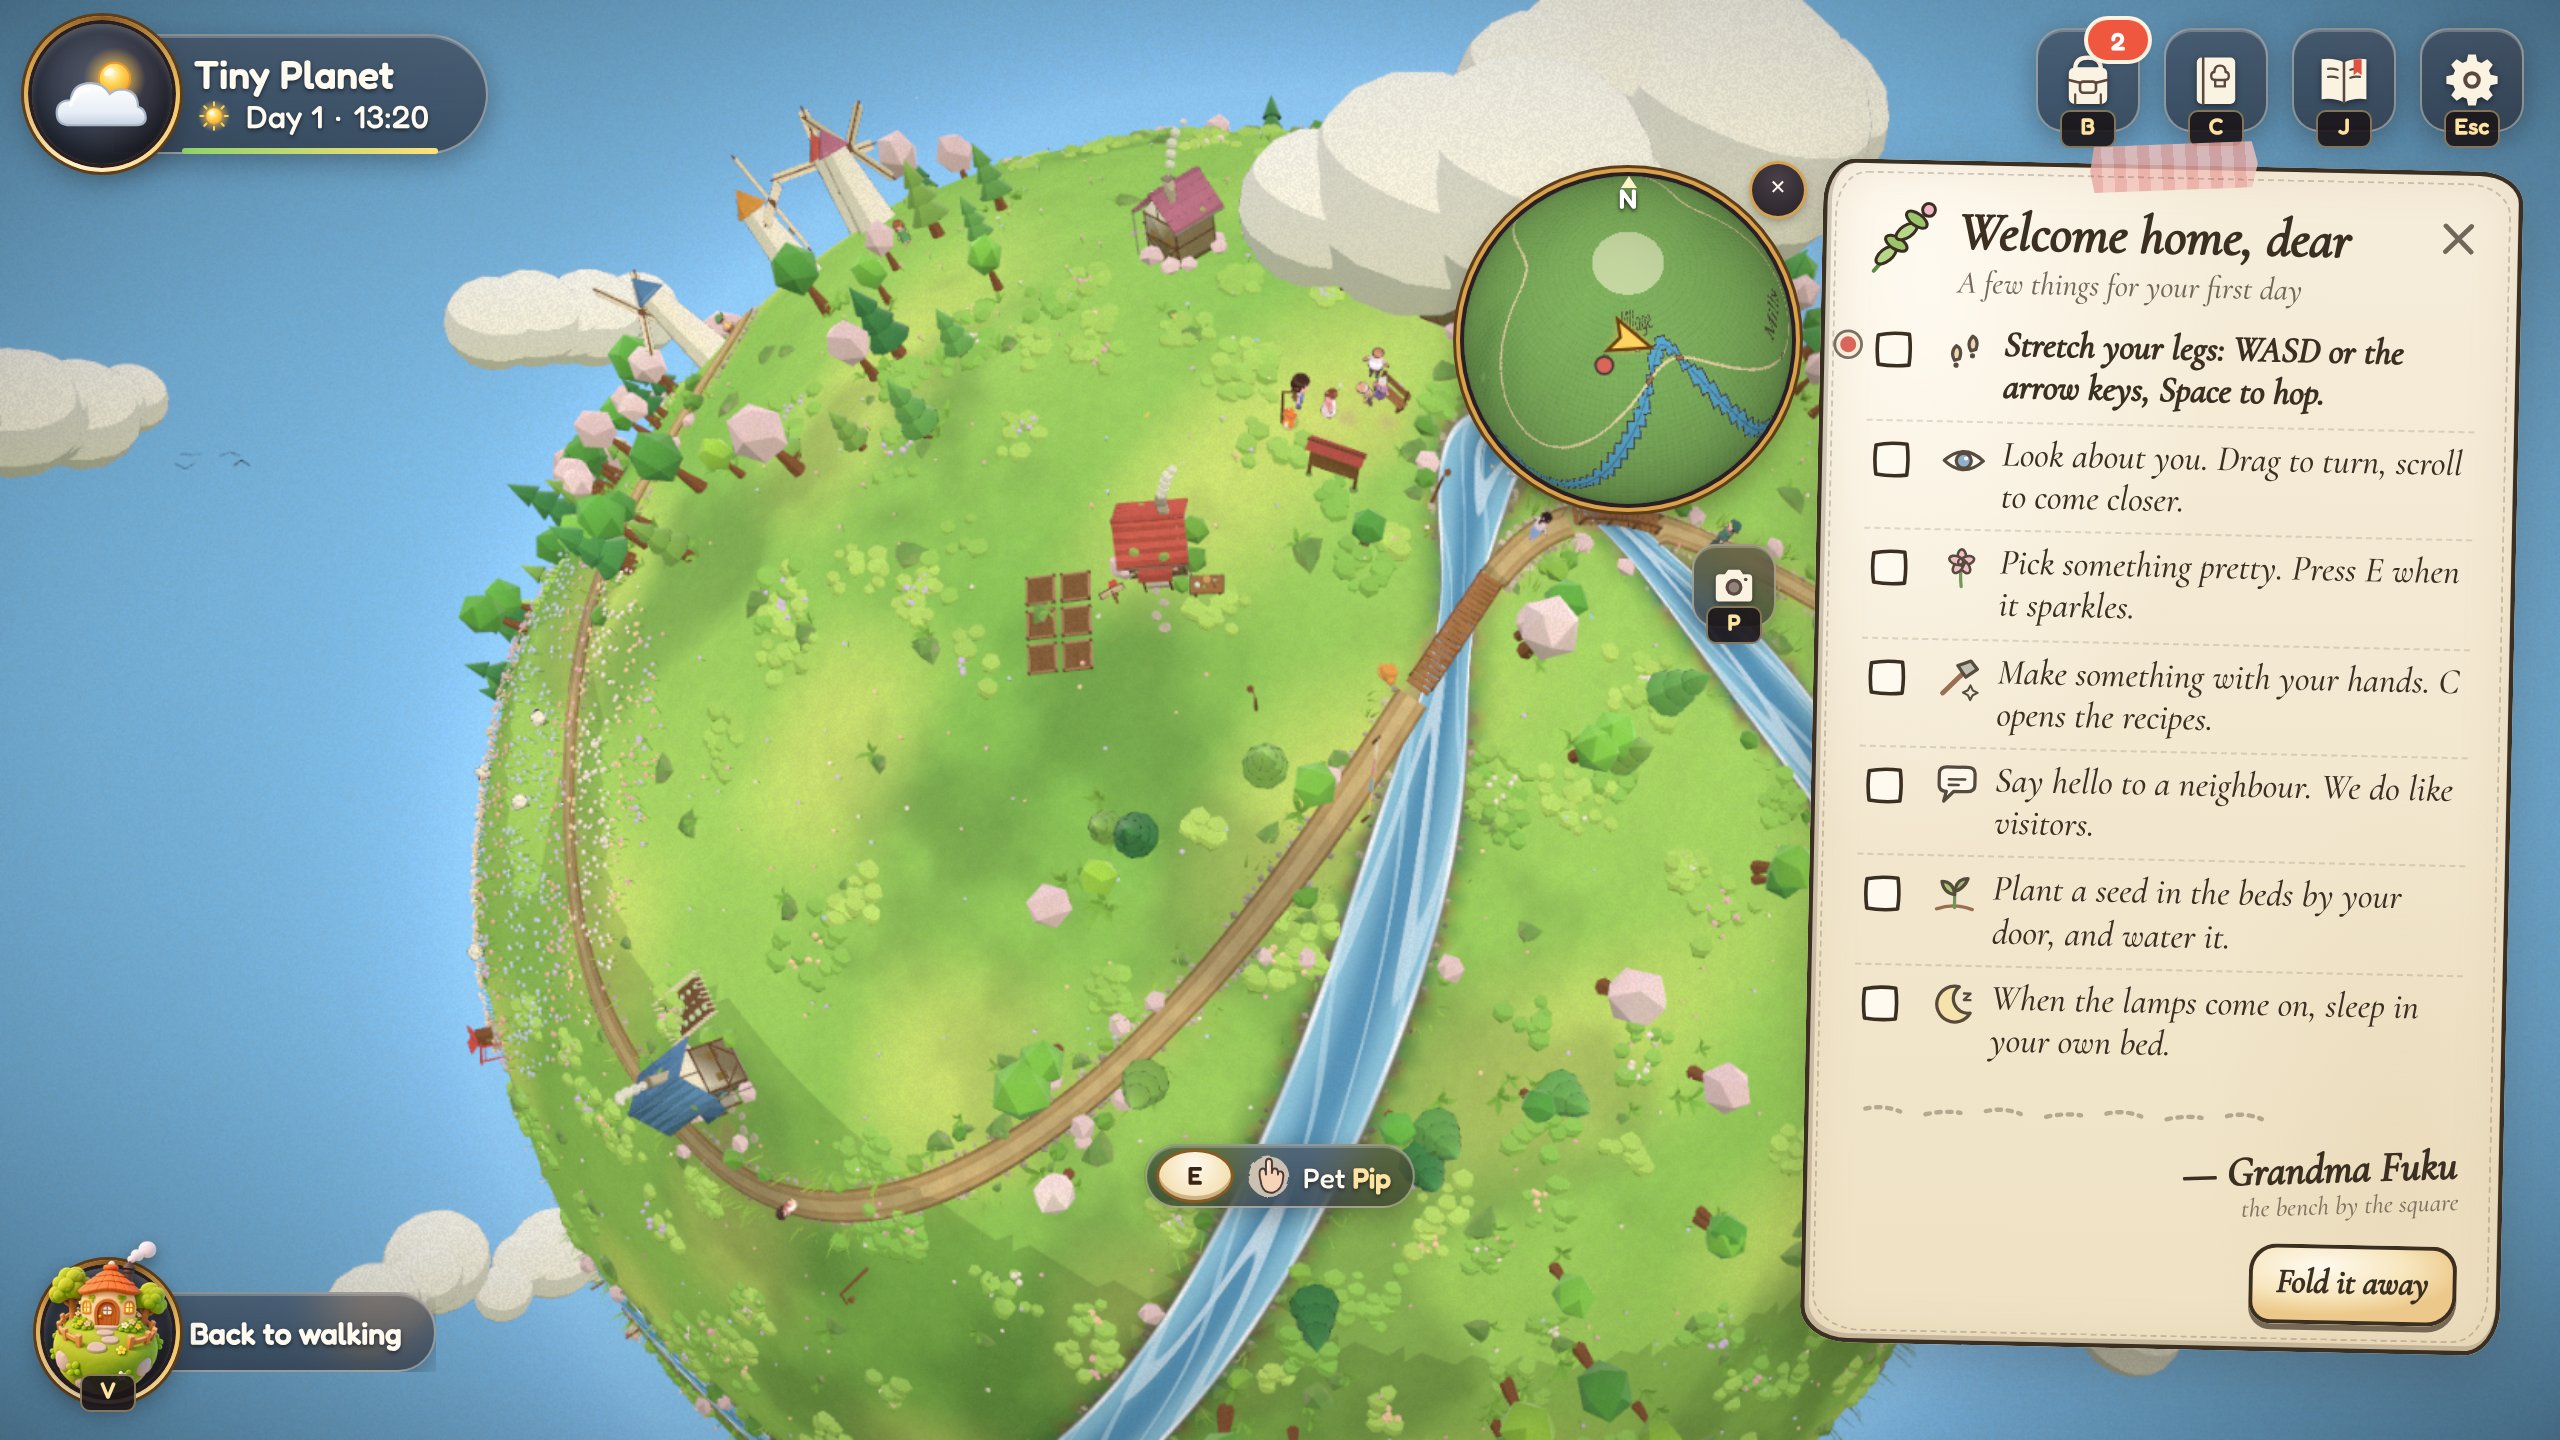 Tiny Planet
Day 1 · 13:20
2
B
C
J
Esc
N
Village
P
Welcome home, dear
A few things for your first day
Stretch your legs: WASD or the
arrow keys, Space to hop.
Look about you. Drag to turn, scroll
to come closer.
Pick something pretty. Press E when
it sparkles.
Make something with your hands. C
opens the recipes.
Say hello to a neighbour. We do like
visitors.
Plant a seed in the beds by your
door, and water it.
When the lamps come on, sleep in
your own bed.
— Grandma Fuku
the bench by the square
Fold it away
E
Pet Pip
Back to walking
V